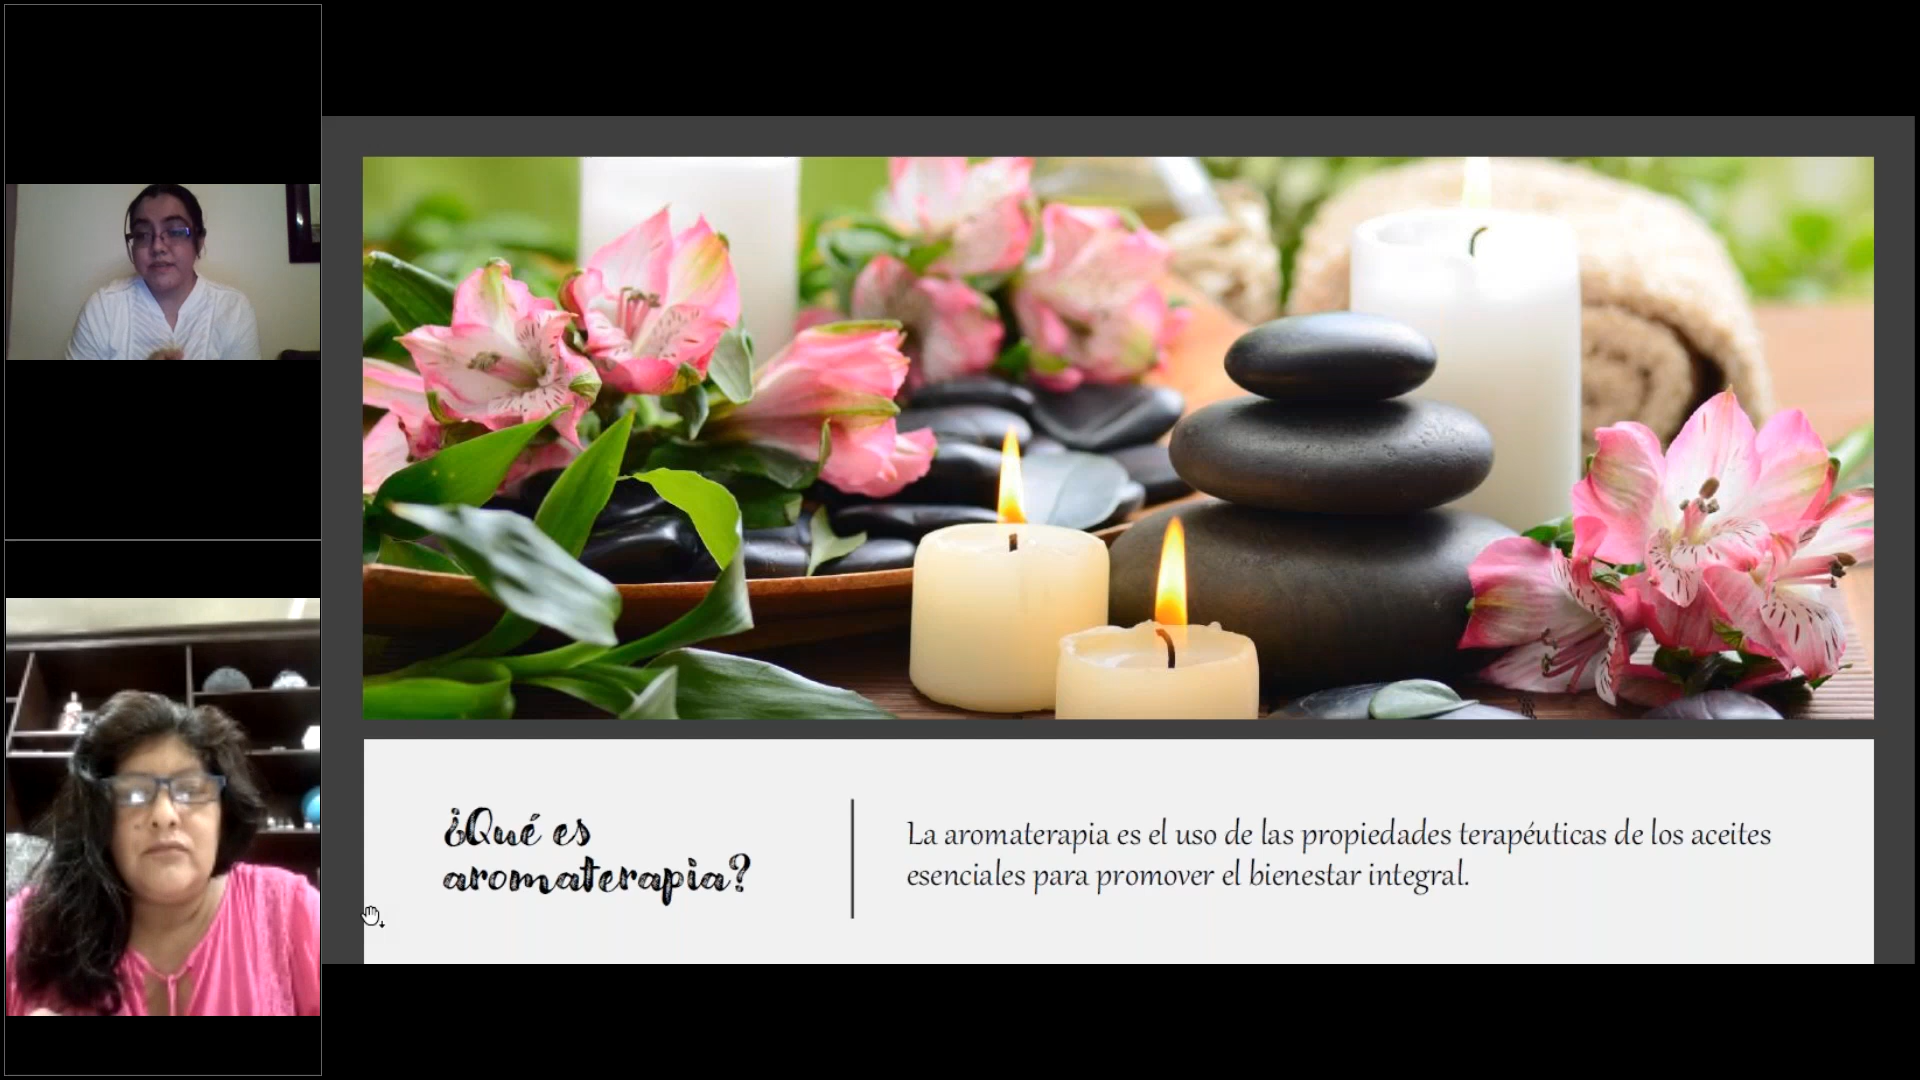 ¿Qué es
aromaterapia?
La aromaterapia es el uso de las propiedades terapéuticas de los aceites
esenciales para promover el bienestar integral.